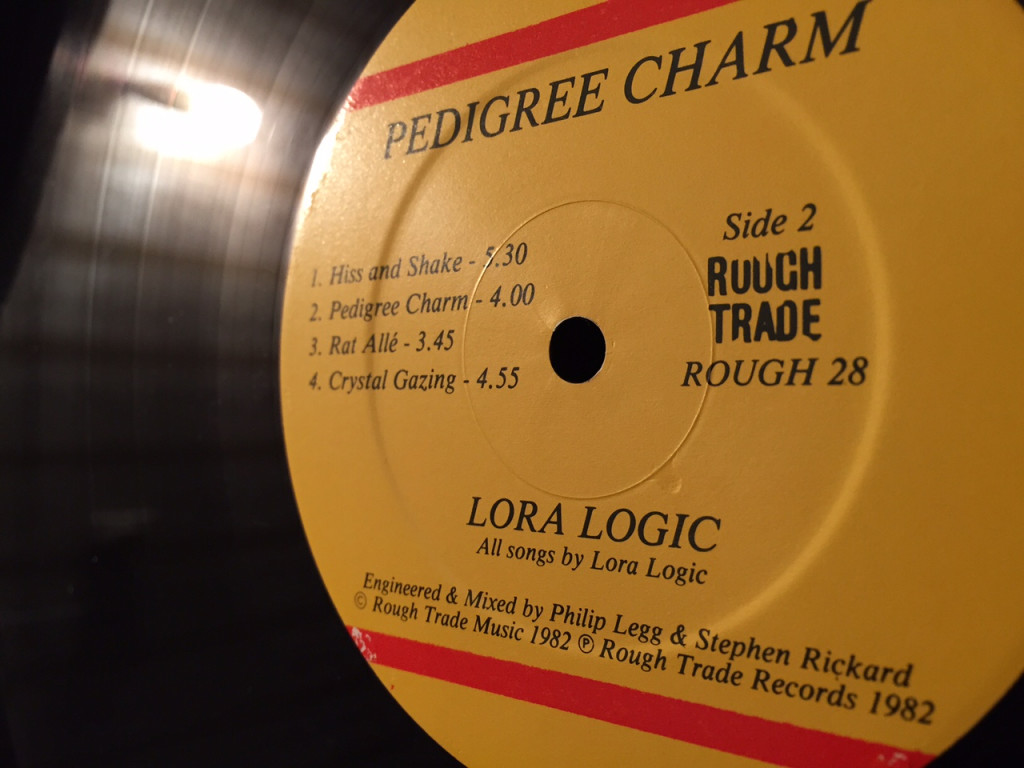 PEDIGREE CHARM
Side 2
ROUGH
TRADE
ROUGH 28
1. Hiss and Shake - 5.30
2. Pedigree Charm - 4.00
3. Rat Allé - 3.45
4. Crystal Gazing - 4.55
LORA LOGIC
All songs by Lora Logic
Engineered & Mixed by Philip Legg & Stephen Rickard
© Rough Trade Music 1982 ℗ Rough Trade Records 1982